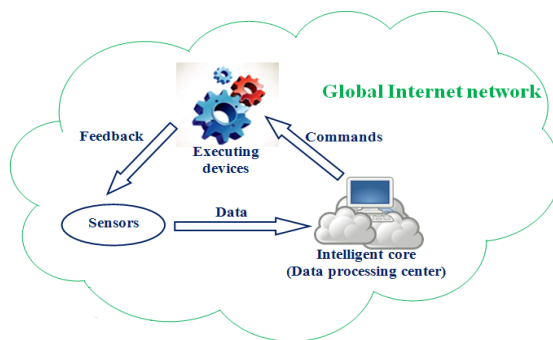 Global Internet network
Feedback
Commands
Executing
devices
Sensors
Data
Intelligent core
(Data processing center)